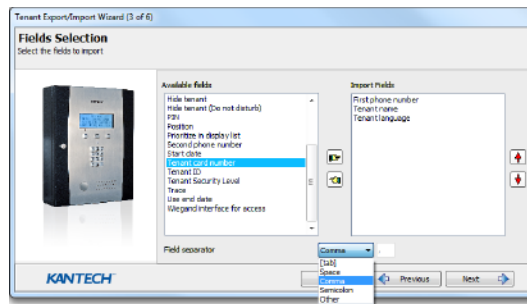 Tenant Export/Import Wizard (3 of 6)
Fields Selection
Select the fields to import
Available fields
Hide tenant
Hide tenant (Do not disturb)
PIN
Position
Prioritize in display list
Second phone number
Start date
Tenant card number
Tenant ID
Tenant Security Level
Trace
Use end date
Wiegand interface for access
Import Fields
First phone number
Tenant name
Tenant language
Field separator
Comma
[tab]
Space
Comma
Semicolon
Other
KANTECH
Previous
Next